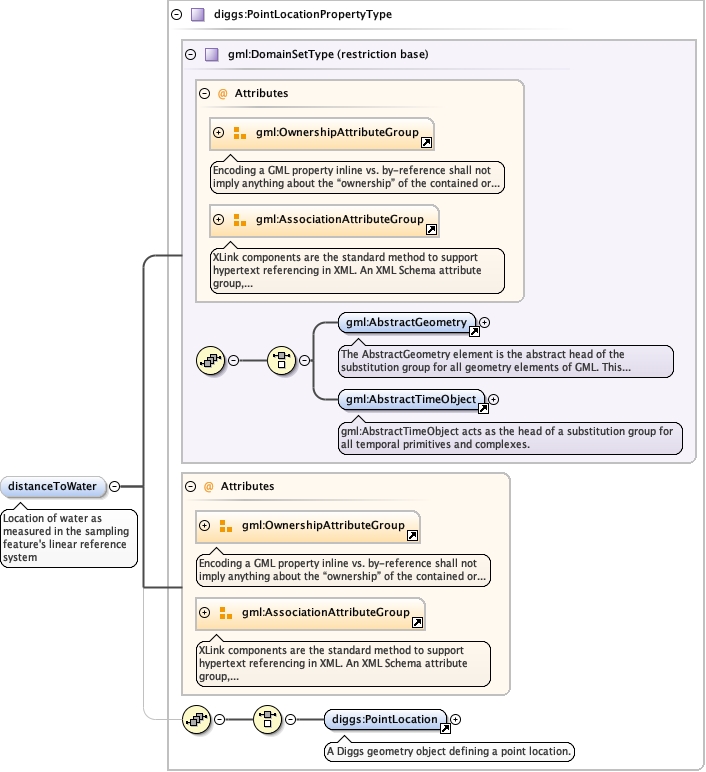 diggs:PointLocationPropertyType
gml:DomainSetType (restriction base)
@ Attributes
gml:OwnershipAttributeGroup
Encoding a GML property inline vs. by-reference shall not
imply anything about the “ownership” of the contained or...
gml:AssociationAttributeGroup
XLink components are the standard method to support
hypertext referencing in XML. An XML Schema attribute
group,...
gml:AbstractGeometry
The AbstractGeometry element is the abstract head of the
substitution group for all geometry elements of GML. This...
gml:AbstractTimeObject
gml:AbstractTimeObject acts as the head of a substitution group for
all temporal primitives and complexes.
distanceToWater
Location of water as
measured in the sampling
feature's linear reference
system
@ Attributes
gml:OwnershipAttributeGroup
Encoding a GML property inline vs. by-reference shall not
imply anything about the “ownership” of the contained or...
gml:AssociationAttributeGroup
XLink components are the standard method to support
hypertext referencing in XML. An XML Schema attribute
group,...
diggs:PointLocation
A Diggs geometry object defining a point location.